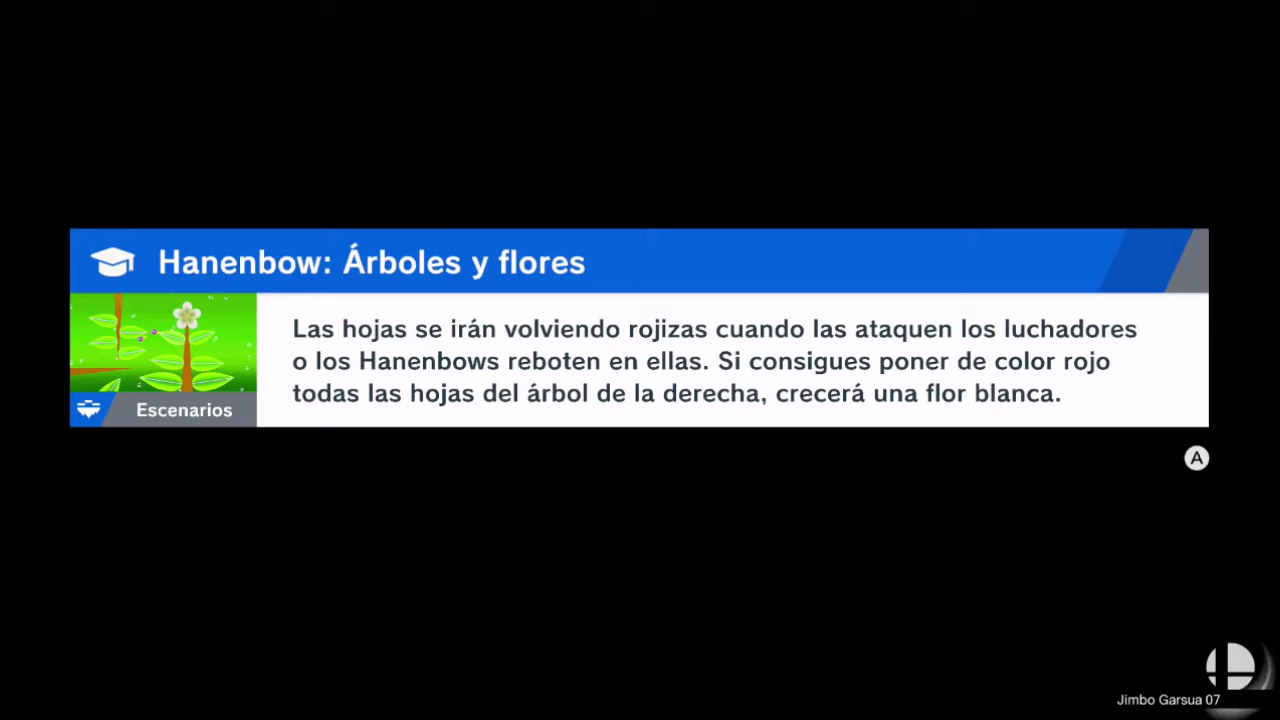 Hanenbow: Árboles y flores
Las hojas se irán volviendo rojizas cuando las ataquen los luchadores
o los Hanenbows reboten en ellas. Si consigues poner de color rojo
todas las hojas del árbol de la derecha, crecerá una flor blanca.
Escenarios
A
Jimbo Garsua 07